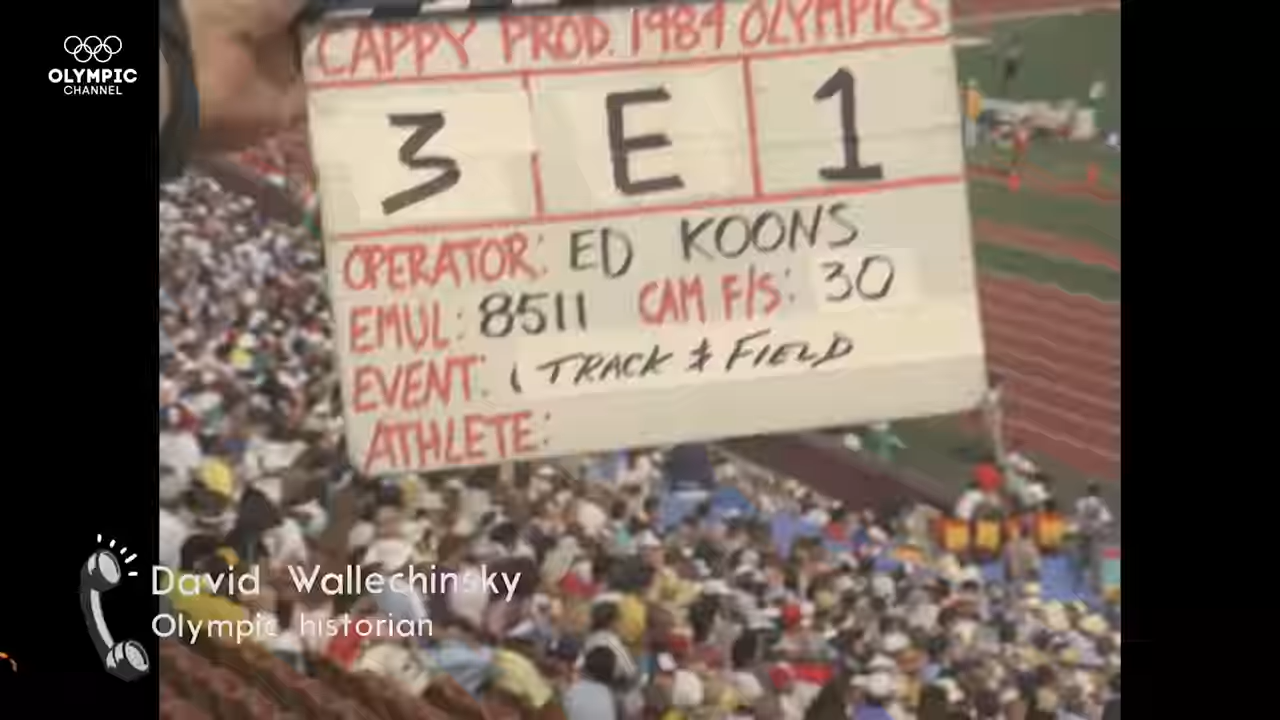 OLYMPIC
CHANNEL
CAPPY PROD. 1984 OLYMPICS
3 E 1
OPERATOR: ED KOONS
EMUL: 8511 CAM F/S: 30
EVENT: TRACK & FIELD
ATHLETE:
David Wallechinsky
Olympic historian